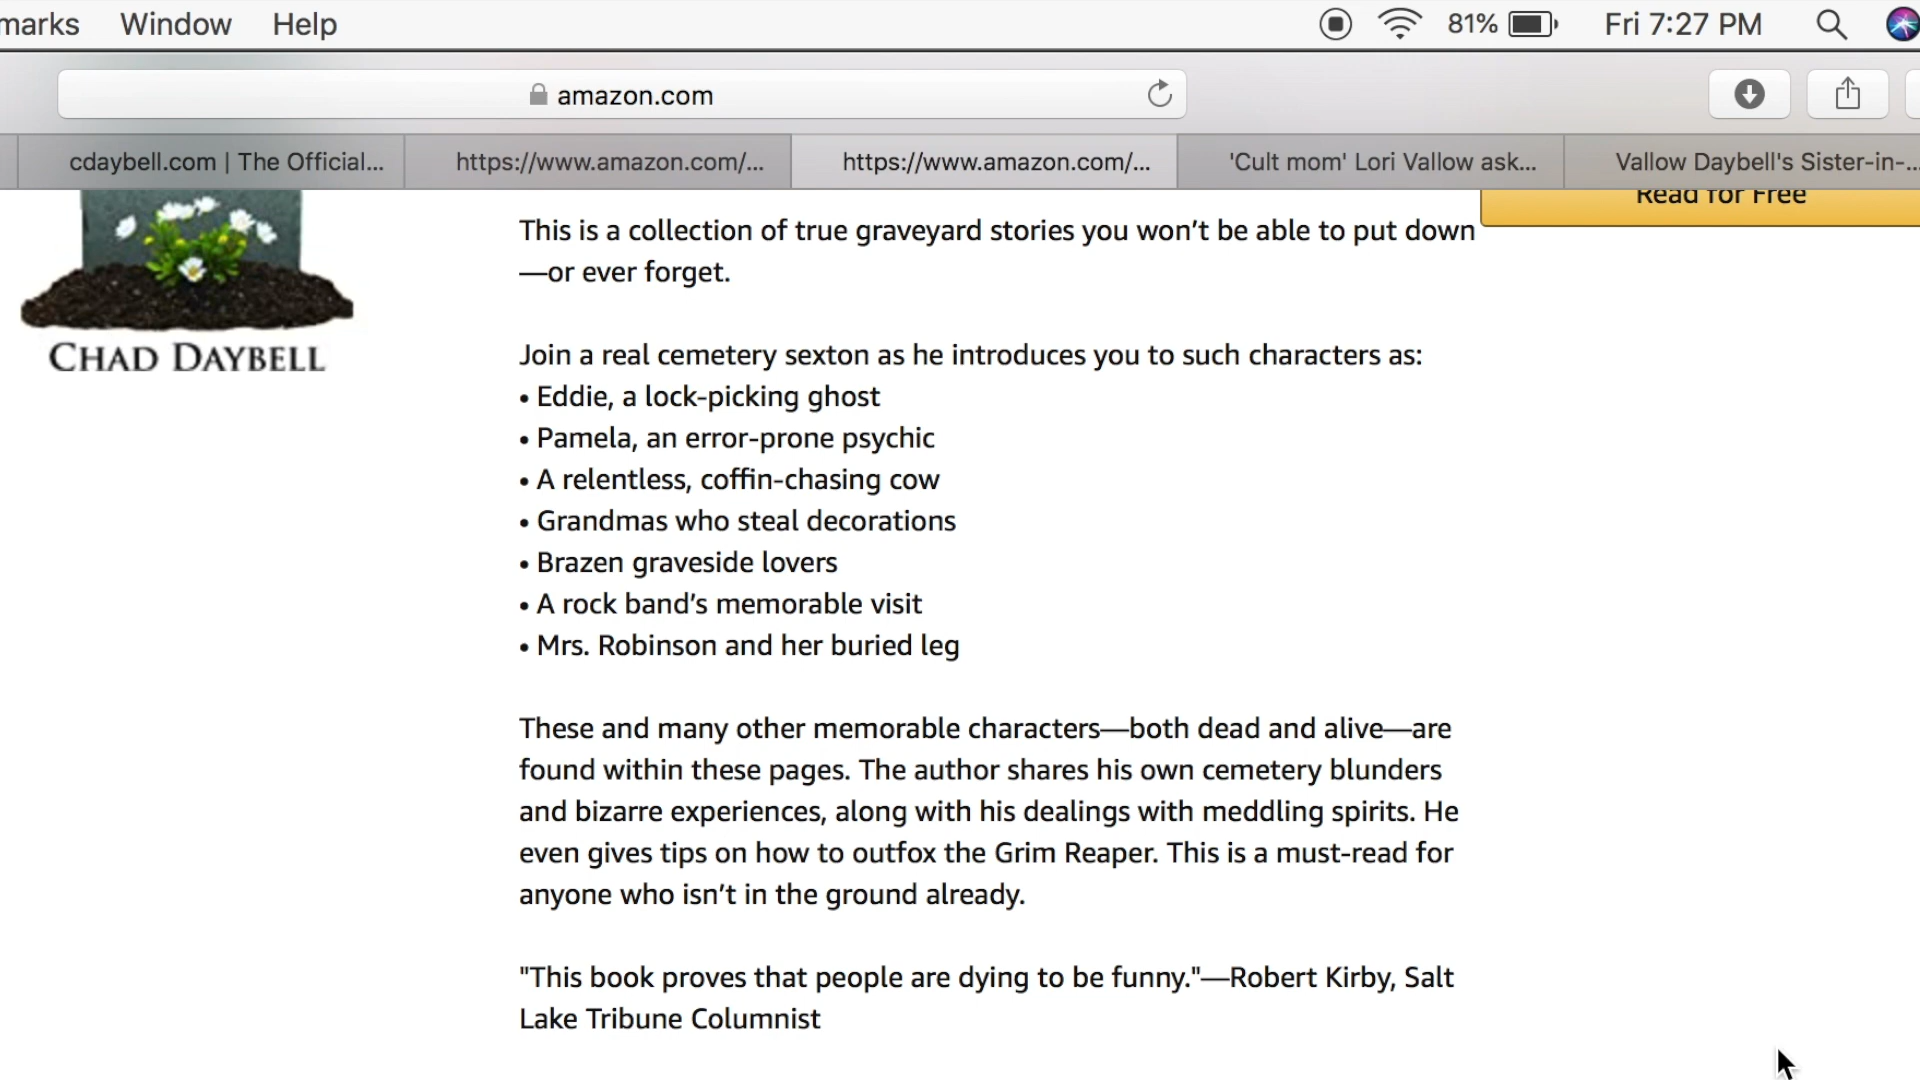 marks Window Help 81% Fri 7:27 PM
amazon.com
cdaybell.com | The Official... https://www.amazon.com/... https://www.amazon.com/... 'Cult mom' Lori Vallow ask... Vallow Daybell's Sister-in-...
Read for Free
This is a collection of true graveyard stories you won’t be able to put down
—or ever forget.
CHAD DAYBELL
Join a real cemetery sexton as he introduces you to such characters as:
• Eddie, a lock-picking ghost
• Pamela, an error-prone psychic
• A relentless, coffin-chasing cow
• Grandmas who steal decorations
• Brazen graveside lovers
• A rock band’s memorable visit
• Mrs. Robinson and her buried leg
These and many other memorable characters—both dead and alive—are
found within these pages. The author shares his own cemetery blunders
and bizarre experiences, along with his dealings with meddling spirits. He
even gives tips on how to outfox the Grim Reaper. This is a must-read for
anyone who isn’t in the ground already.
"This book proves that people are dying to be funny."—Robert Kirby, Salt
Lake Tribune Columnist